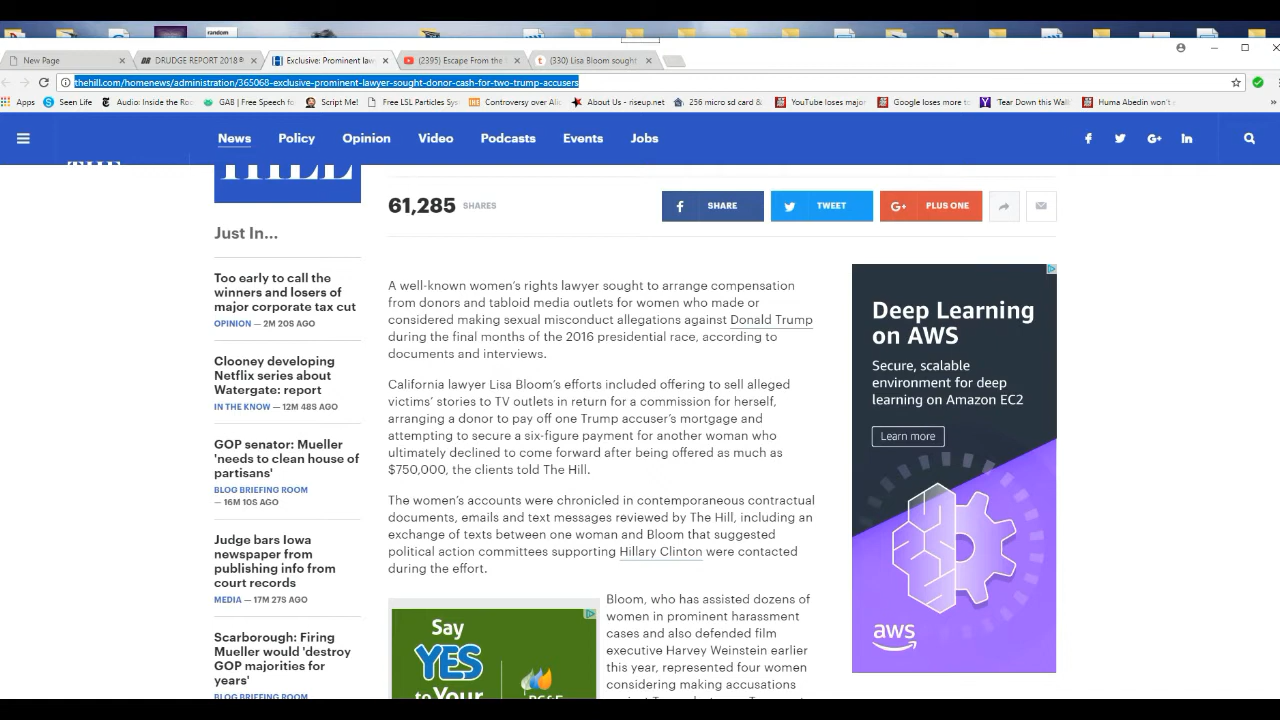 random
New Page
DRUDGE REPORT 2018®
Exclusive: Prominent law
(2395) Escape From the
(330) Lisa Bloom sought
thehill.com/homenews/administration/365068-exclusive-prominent-lawyer-sought-donor-cash-for-two-trump-accusers
Apps
Seen Life
Audio: Inside the Ro
GAB | Free Speech fo
Script Me!
Free LSL Particles Sys
Controversy over Ali
About Us - riseup.net
256 micro sd card &
YouTube loses major
Google loses more to
Tear Down this Wall
Huma Abedin won't
News
Policy
Opinion
Video
Podcasts
Events
Jobs
HILL
61,285 SHARES
SHARE
TWEET
G+ PLUS ONE
Just In...
Too early to call the
winners and losers of
major corporate tax cut
OPINION — 2M 20S AGO
Clooney developing
Netflix series about
Watergate: report
IN THE KNOW — 12M 48S AGO
GOP senator: Mueller
'needs to clean house of
partisans'
BLOG BRIEFING ROOM
— 16M 10S AGO
Judge bars Iowa
newspaper from
publishing info from
court records
MEDIA — 17M 27S AGO
Scarborough: Firing
Mueller would 'destroy
GOP majorities for
years'
BLOG BRIEFING ROOM
A well-known women's rights lawyer sought to arrange compensation
from donors and tabloid media outlets for women who made or
considered making sexual misconduct allegations against Donald Trump
during the final months of the 2016 presidential race, according to
documents and interviews.
California lawyer Lisa Bloom's efforts included offering to sell alleged
victims' stories to TV outlets in return for a commission for herself,
arranging a donor to pay off one Trump accuser's mortgage and
attempting to secure a six-figure payment for another woman who
ultimately declined to come forward after being offered as much as
$750,000, the clients told The Hill.
The women's accounts were chronicled in contemporaneous contractual
documents, emails and text messages reviewed by The Hill, including an
exchange of texts between one woman and Bloom that suggested
political action committees supporting Hillary Clinton were contacted
during the effort.
Bloom, who has assisted dozens of
women in prominent harassment
cases and also defended film
executive Harvey Weinstein earlier
this year, represented four women
considering making accusations
Say
YES
to Your
Deep Learning
on AWS
Secure, scalable
environment for deep
learning on Amazon EC2
Learn more
aws